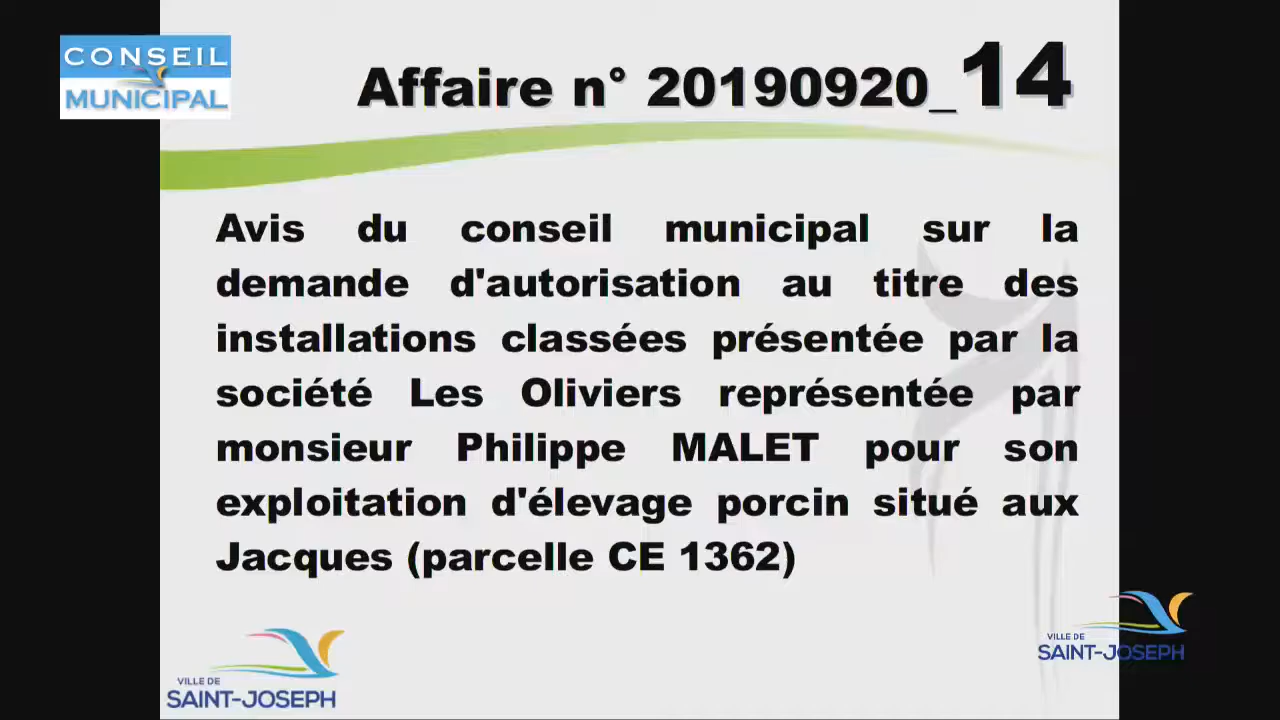 CONSEIL
MUNICIPAL
Affaire n° 20190920_14
Avis du conseil municipal sur la
demande d'autorisation au titre des
installations classées présentée par la
société Les Oliviers représentée par
monsieur Philippe MALET pour son
exploitation d'élevage porcin situé aux
Jacques (parcelle CE 1362)
VILLE DE
SAINT-JOSEPH
VILLE DE
SAINT-JOSEPH